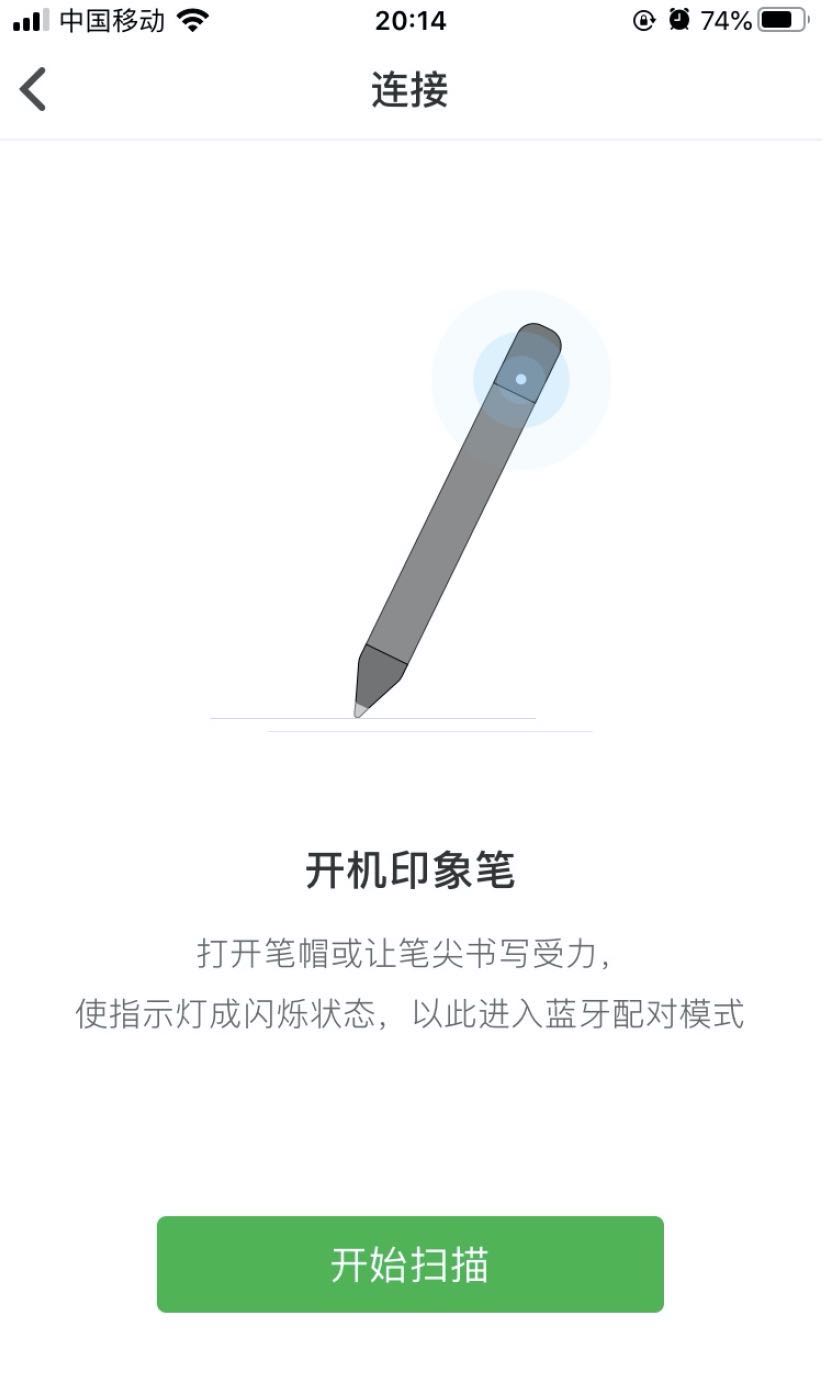 中国移动 20:14 74%
连接
开机印象笔
打开笔帽或让笔尖书写受力，
使指示灯成闪烁状态，以此进入蓝牙配对模式
开始扫描